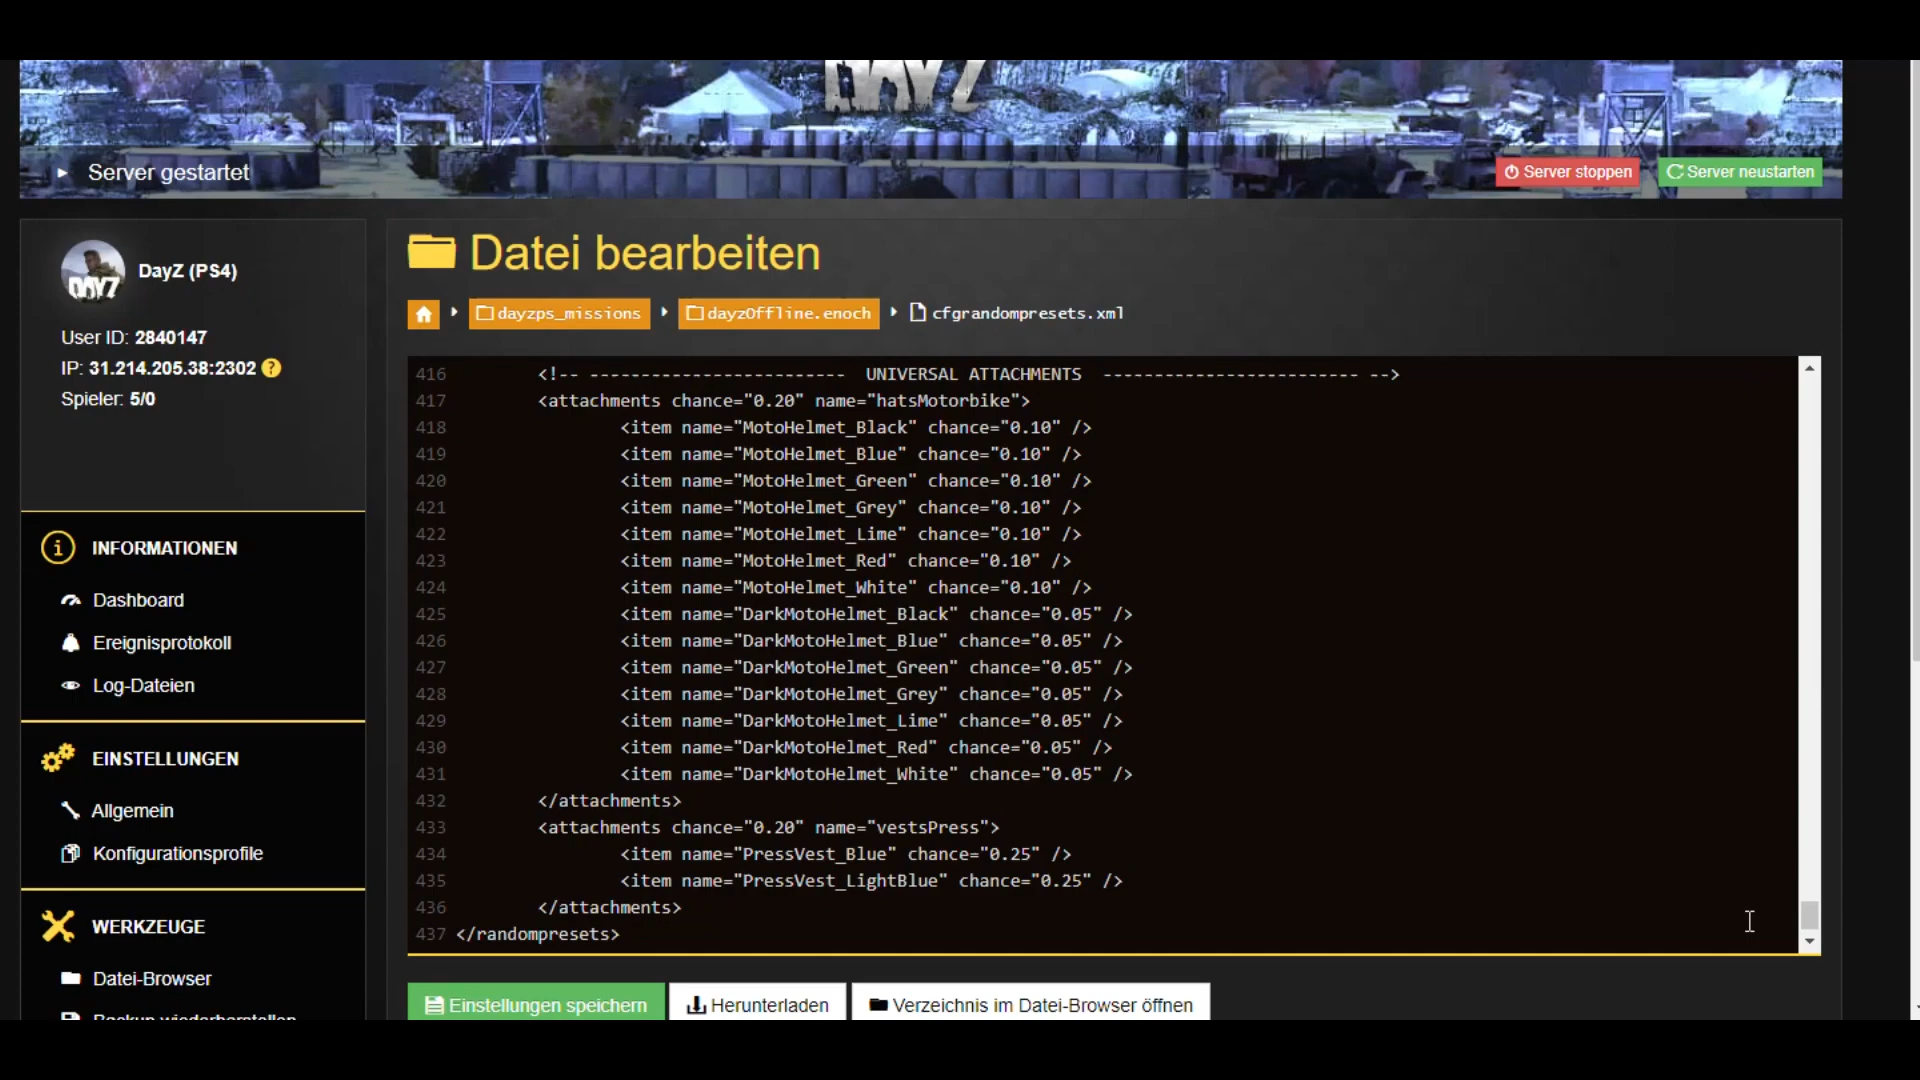 DAYZ
Server gestartet
Server stoppen
Server neustarten
DAYZ
DayZ (PS4)
User ID: 2840147
IP: 31.214.205.38:2302 ?
Spieler: 5/0
INFORMATIONEN
Dashboard
Ereignisprotokoll
Log-Dateien
EINSTELLUNGEN
Allgemein
Konfigurationsprofile
WERKZEUGE
Datei-Browser
Backup wiederherstellen
Datei bearbeiten
dayzps_missions
dayzOffline.enoch
cfgrandompresets.xml
416 <!-- ------------------------- UNIVERSAL ATTACHMENTS ------------------------- -->
417 <attachments chance="0.20" name="hatsMotorbike">
418 <item name="MotoHelmet_Black" chance="0.10" />
419 <item name="MotoHelmet_Blue" chance="0.10" />
420 <item name="MotoHelmet_Green" chance="0.10" />
421 <item name="MotoHelmet_Grey" chance="0.10" />
422 <item name="MotoHelmet_Lime" chance="0.10" />
423 <item name="MotoHelmet_Red" chance="0.10" />
424 <item name="MotoHelmet_White" chance="0.10" />
425 <item name="DarkMotoHelmet_Black" chance="0.05" />
426 <item name="DarkMotoHelmet_Blue" chance="0.05" />
427 <item name="DarkMotoHelmet_Green" chance="0.05" />
428 <item name="DarkMotoHelmet_Grey" chance="0.05" />
429 <item name="DarkMotoHelmet_Lime" chance="0.05" />
430 <item name="DarkMotoHelmet_Red" chance="0.05" />
431 <item name="DarkMotoHelmet_White" chance="0.05" />
432 </attachments>
433 <attachments chance="0.20" name="vestsPress">
434 <item name="PressVest_Blue" chance="0.25" />
435 <item name="PressVest_LightBlue" chance="0.25" />
436 </attachments>
437 </randompresets>
Einstellungen speichern
Herunterladen
Verzeichnis im Datei-Browser öffnen